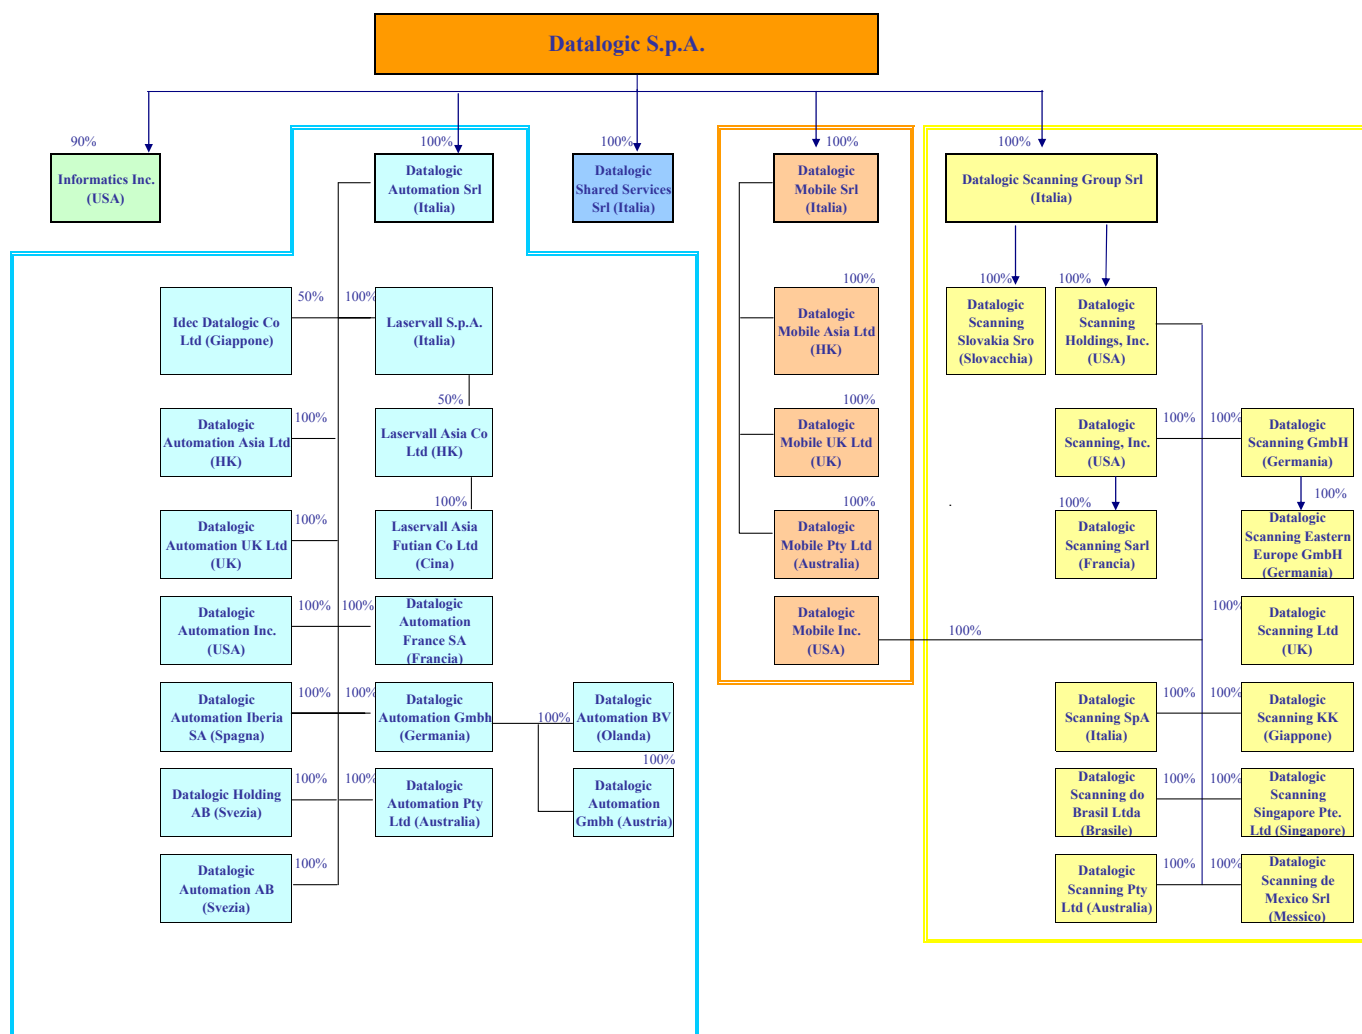 Datalogic S.p.A.
90%
100%
100%
100%
100%
Informatics Inc.
(USA)
Datalogic
Automation Srl
(Italia)
Datalogic
Shared Services
Srl (Italia)
Datalogic
Mobile Srl
(Italia)
Datalogic Scanning Group Srl
(Italia)
50%
100%
100%
100%
100%
Idec Datalogic Co
Ltd (Giappone)
Laservall S.p.A.
(Italia)
Datalogic
Mobile Asia Ltd
(HK)
Datalogic
Scanning
Slovakia Sro
(Slovacchia)
Datalogic
Scanning
Holdings, Inc.
(USA)
50%
100%
100%
100%
100%
Datalogic
Automation Asia Ltd
(HK)
Laservall Asia Co
Ltd (HK)
Datalogic
Mobile UK Ltd
(UK)
Datalogic
Scanning, Inc.
(USA)
Datalogic
Scanning GmbH
(Germania)
100%
100%
100%
100%
100%
.
Datalogic
Automation UK Ltd
(UK)
Laservall Asia
Futian Co Ltd
(Cina)
Datalogic
Mobile Pty Ltd
(Australia)
Datalogic
Scanning Sarl
(Francia)
Datalogic
Scanning Eastern
Europe GmbH
(Germania)
100%
100%
100%
100%
Datalogic
Automation Inc.
(USA)
Datalogic
Automation
France SA
(Francia)
Datalogic
Mobile Inc.
(USA)
Datalogic
Scanning Ltd
(UK)
100%
100%
100%
100%
100%
Datalogic
Automation Iberia
SA (Spagna)
Datalogic
Automation Gmbh
(Germania)
Datalogic
Automation BV
(Olanda)
Datalogic
Scanning SpA
(Italia)
Datalogic
Scanning KK
(Giappone)
100%
100%
100%
100%
100%
Datalogic Holding
AB (Svezia)
Datalogic
Automation Pty
Ltd (Australia)
Datalogic
Automation
Gmbh (Austria)
Datalogic
Scanning do
Brasil Ltda
(Brasile)
Datalogic
Scanning
Singapore Pte.
Ltd (Singapore)
100%
100%
100%
Datalogic
Automation AB
(Svezia)
Datalogic
Scanning Pty
Ltd (Australia)
Datalogic
Scanning de
Mexico Srl
(Messico)